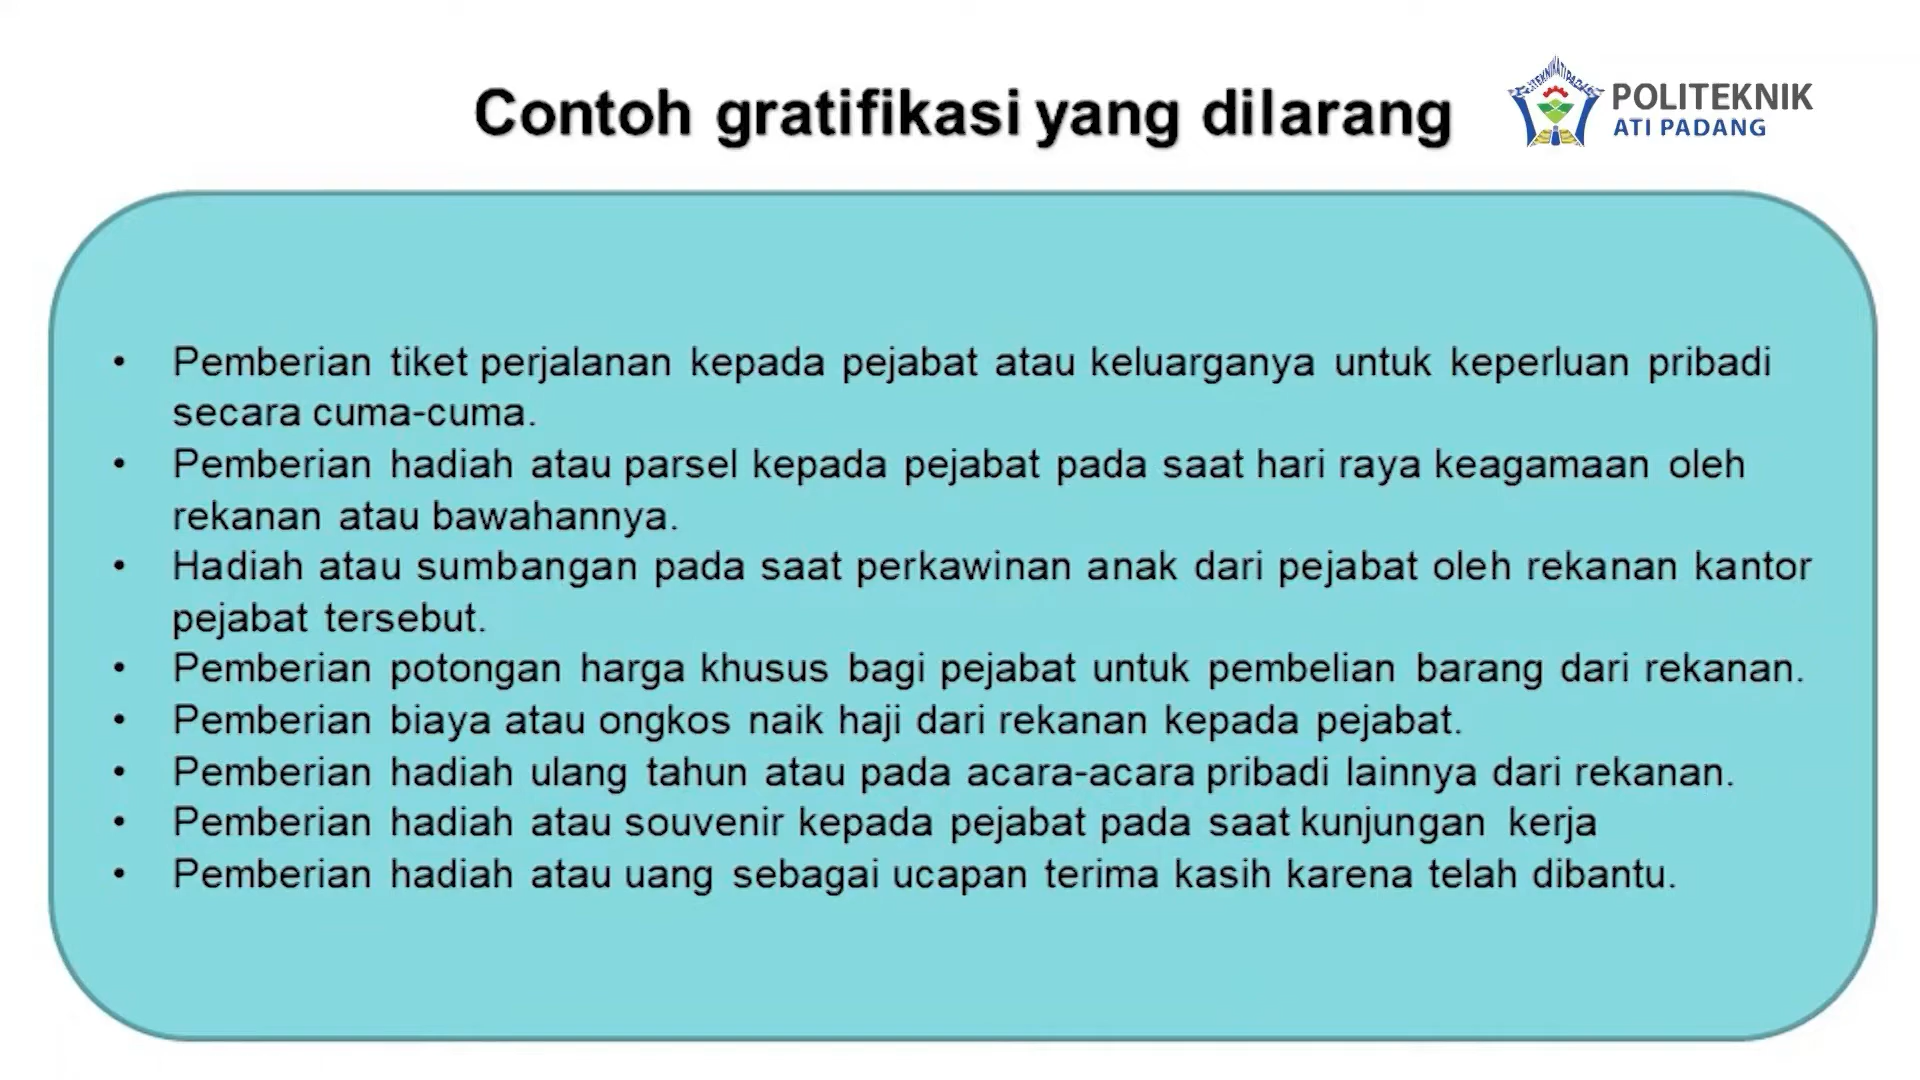 Contoh gratifikasi yang dilarang
POLITEKNIK
ATI PADANG
• Pemberian tiket perjalanan kepada pejabat atau keluarganya untuk keperluan pribadi
secara cuma-cuma.
• Pemberian hadiah atau parsel kepada pejabat pada saat hari raya keagamaan oleh
rekanan atau bawahannya.
• Hadiah atau sumbangan pada saat perkawinan anak dari pejabat oleh rekanan kantor
pejabat tersebut.
• Pemberian potongan harga khusus bagi pejabat untuk pembelian barang dari rekanan.
• Pemberian biaya atau ongkos naik haji dari rekanan kepada pejabat.
• Pemberian hadiah ulang tahun atau pada acara-acara pribadi lainnya dari rekanan.
• Pemberian hadiah atau souvenir kepada pejabat pada saat kunjungan kerja
• Pemberian hadiah atau uang sebagai ucapan terima kasih karena telah dibantu.